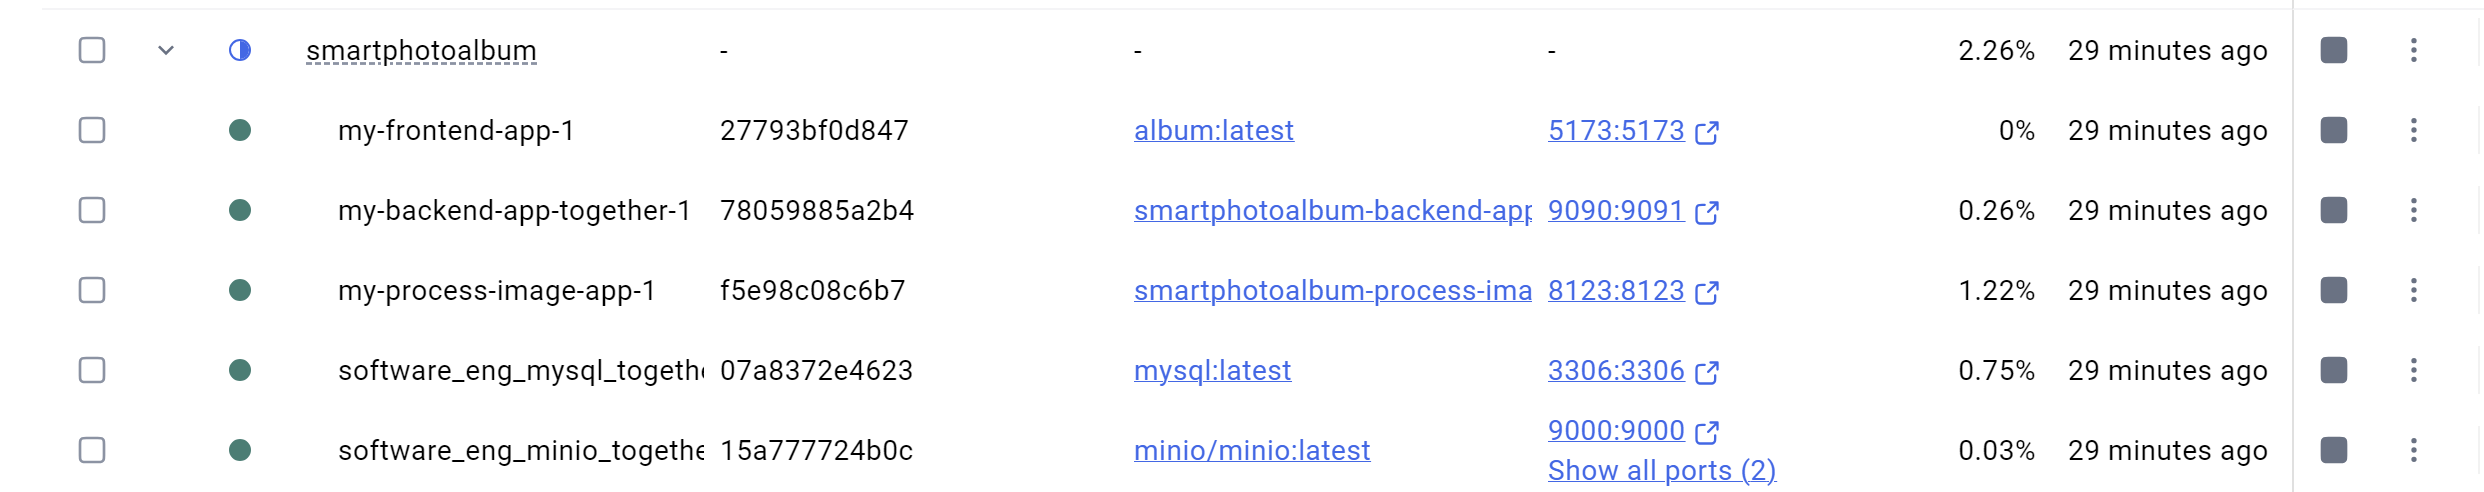 smartphotoalbum - - - 2.26% 29 minutes ago
my-frontend-app-1 27793bf0d847 album:latest 5173:5173 0% 29 minutes ago
my-backend-app-together-1 78059885a2b4 smartphotoalbum-backend-app 9090:9091 0.26% 29 minutes ago
my-process-image-app-1 f5e98c08c6b7 smartphotoalbum-process-ima 8123:8123 1.22% 29 minutes ago
software_eng_mysql_togethe 07a8372e4623 mysql:latest 3306:3306 0.75% 29 minutes ago
software_eng_minio_togethe 15a777724b0c minio/minio:latest 9000:9000 0.03% 29 minutes ago
Show all ports (2)